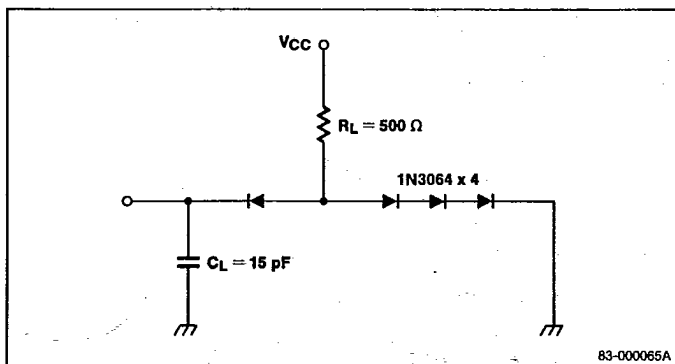 VCC
RL = 500 Ω
1N3064 x 4
CL = 15 pF
83-000065A